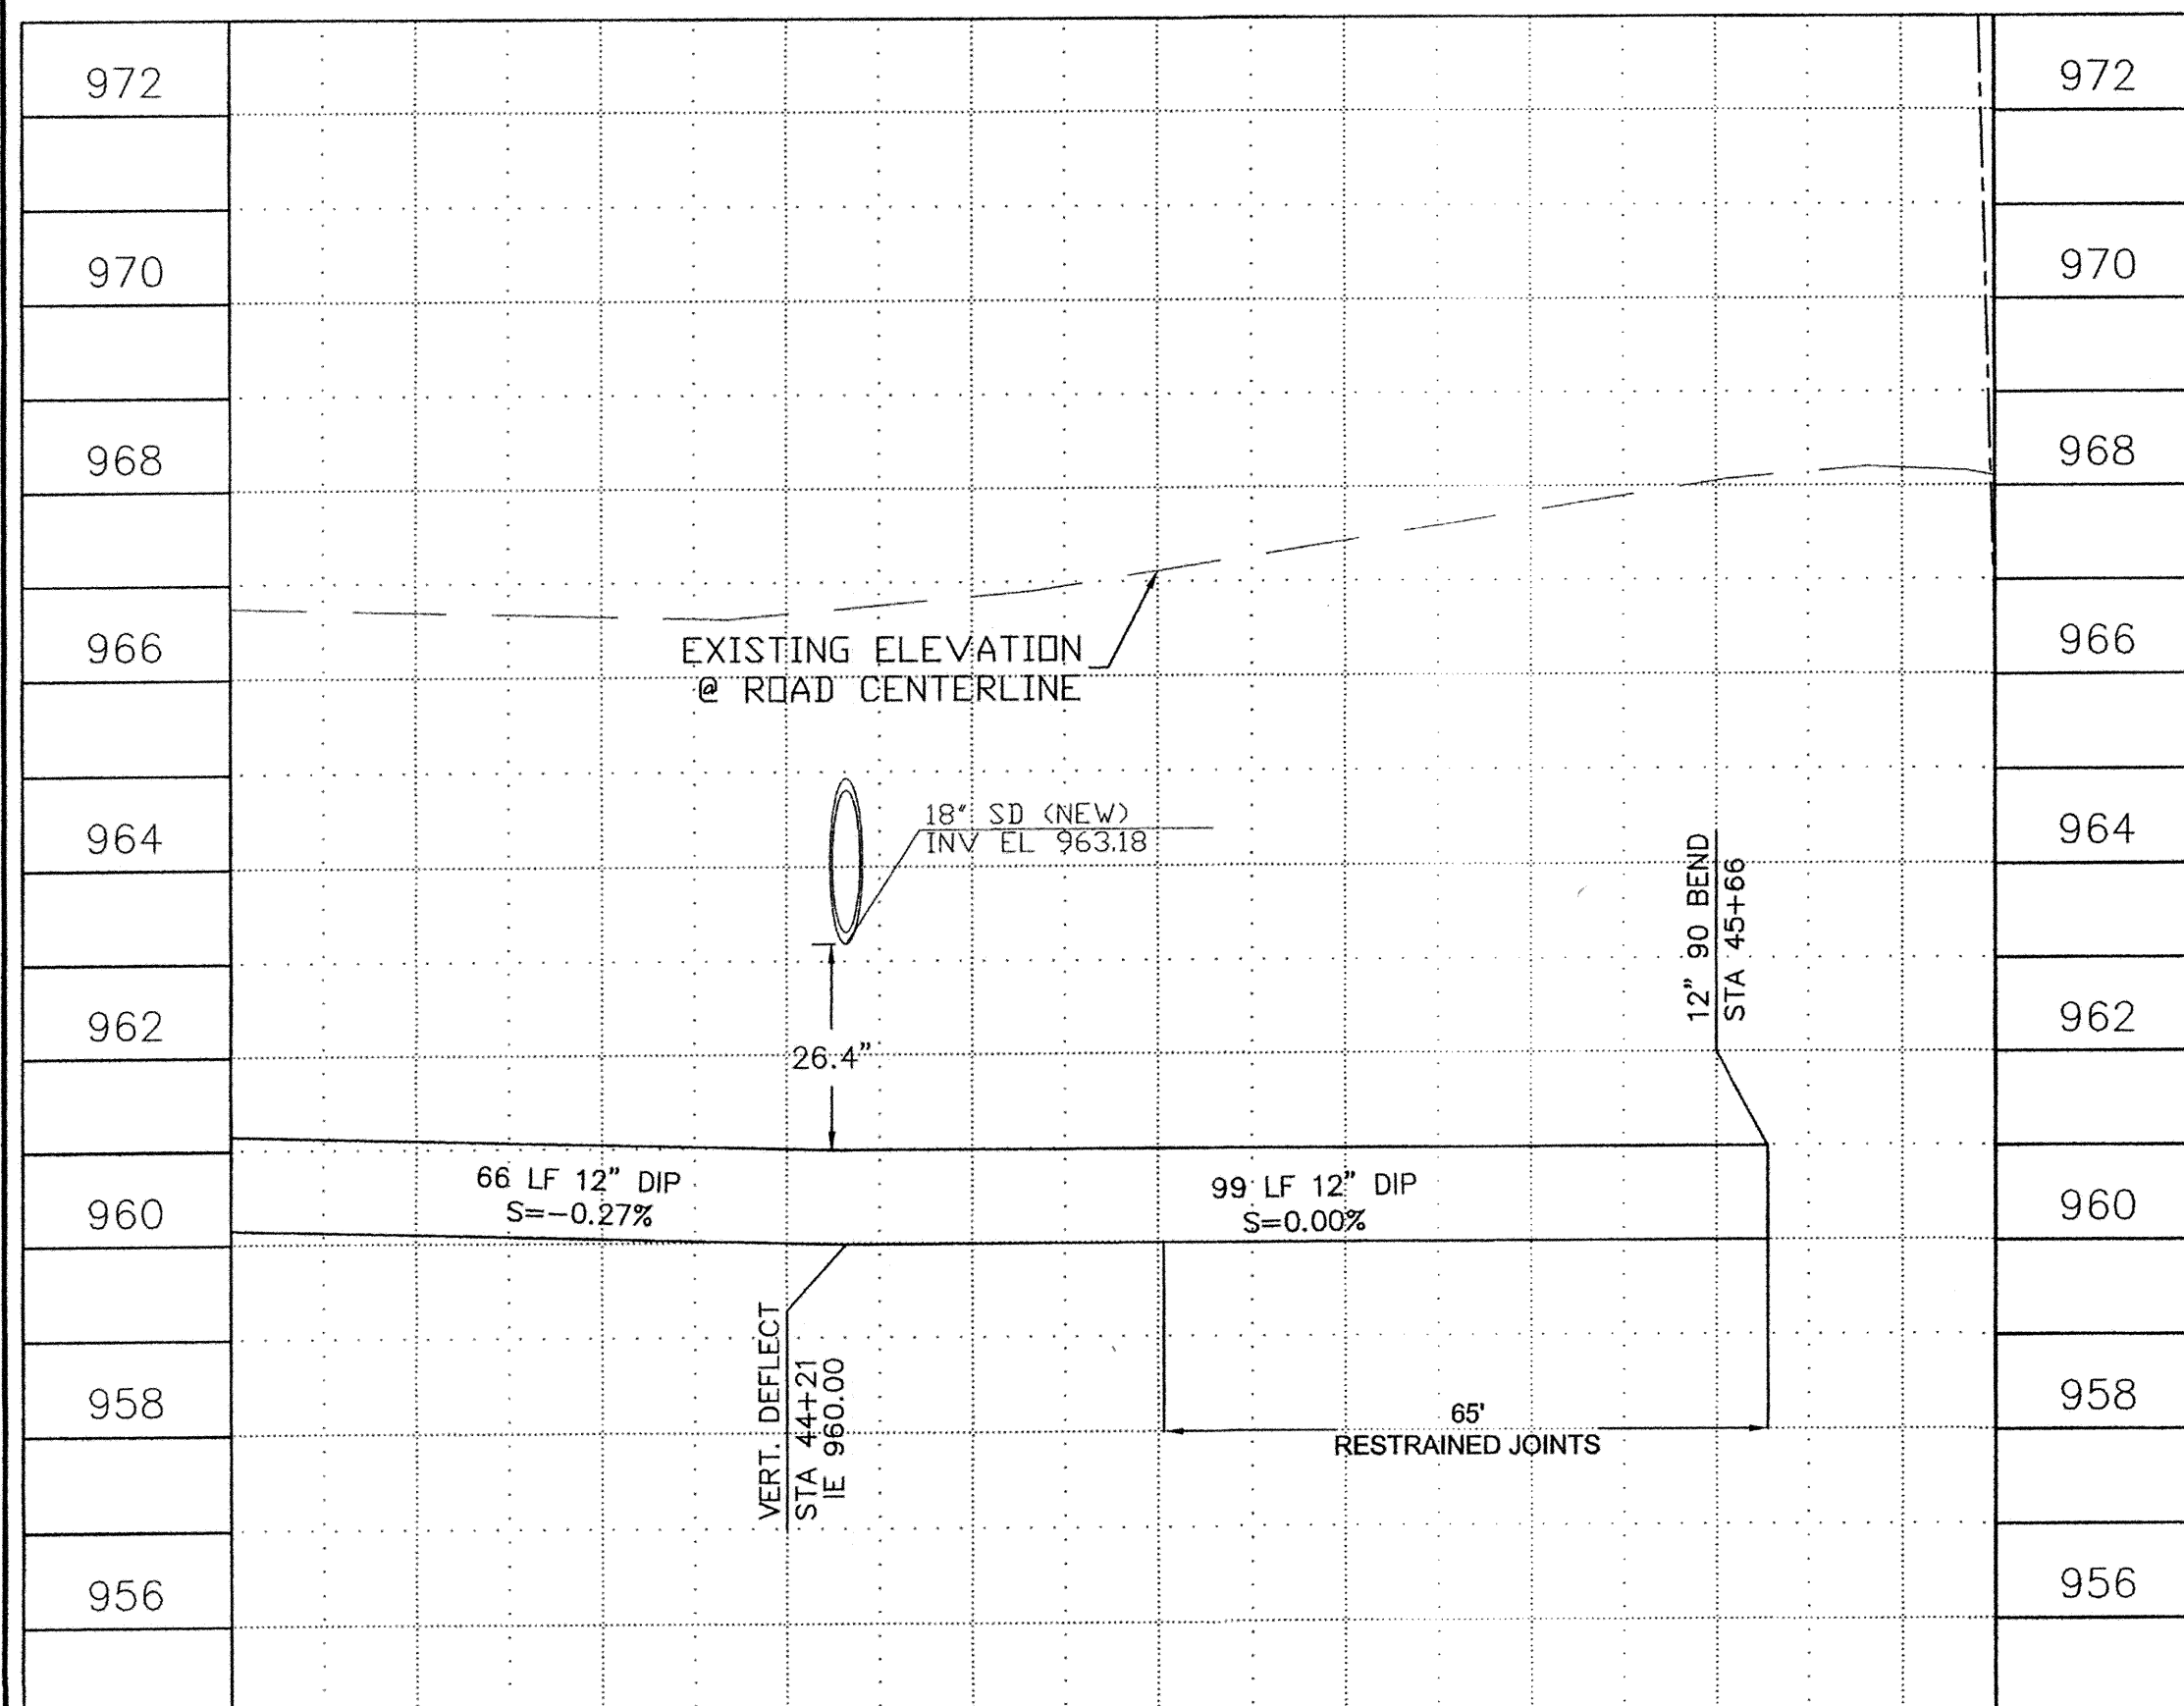 972
972
970
970
968
968
966
966
EXISTING ELEVATION
@ ROAD CENTERLINE
18" SD (NEW)
INV EL 963.18
964
964
12" 90 BEND
STA 45+66
962
962
26.4"
66 LF 12" DIP
S=-0.27%
99 LF 12" DIP
S=0.00%
960
960
VERT. DEFLECT
STA 44+21
IE 960.00
958
958
65'
RESTRAINED JOINTS
956
956